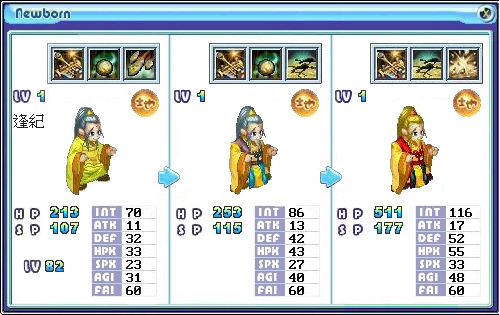 Newborn
LV 1
逢紀
HP 213
SP 107
LV 82
INT 70
ATK 11
DEF 32
HPX 33
SPX 23
AGI 31
FAI 60
LV 1
HP 253
SP 115
INT 86
ATK 13
DEF 42
HPX 43
SPX 27
AGI 40
FAI 60
LV 1
HP 511
SP 177
INT 116
ATK 17
DEF 52
HPX 55
SPX 33
AGI 48
FAI 60